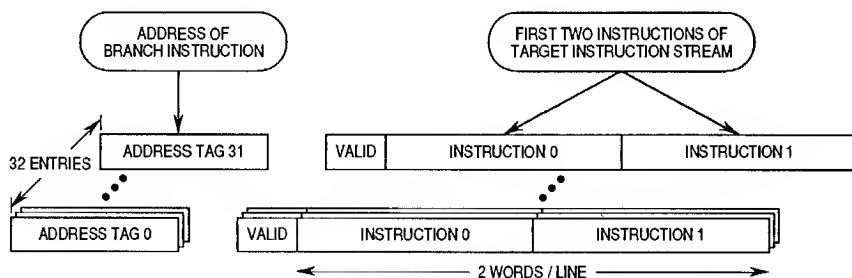 ADDRESS OF
BRANCH INSTRUCTION
FIRST TWO INSTRUCTIONS OF
TARGET INSTRUCTION STREAM
32 ENTRIES
ADDRESS TAG 31
VALID
INSTRUCTION 0
INSTRUCTION 1
ADDRESS TAG 0
VALID
INSTRUCTION 0
INSTRUCTION 1
2 WORDS / LINE